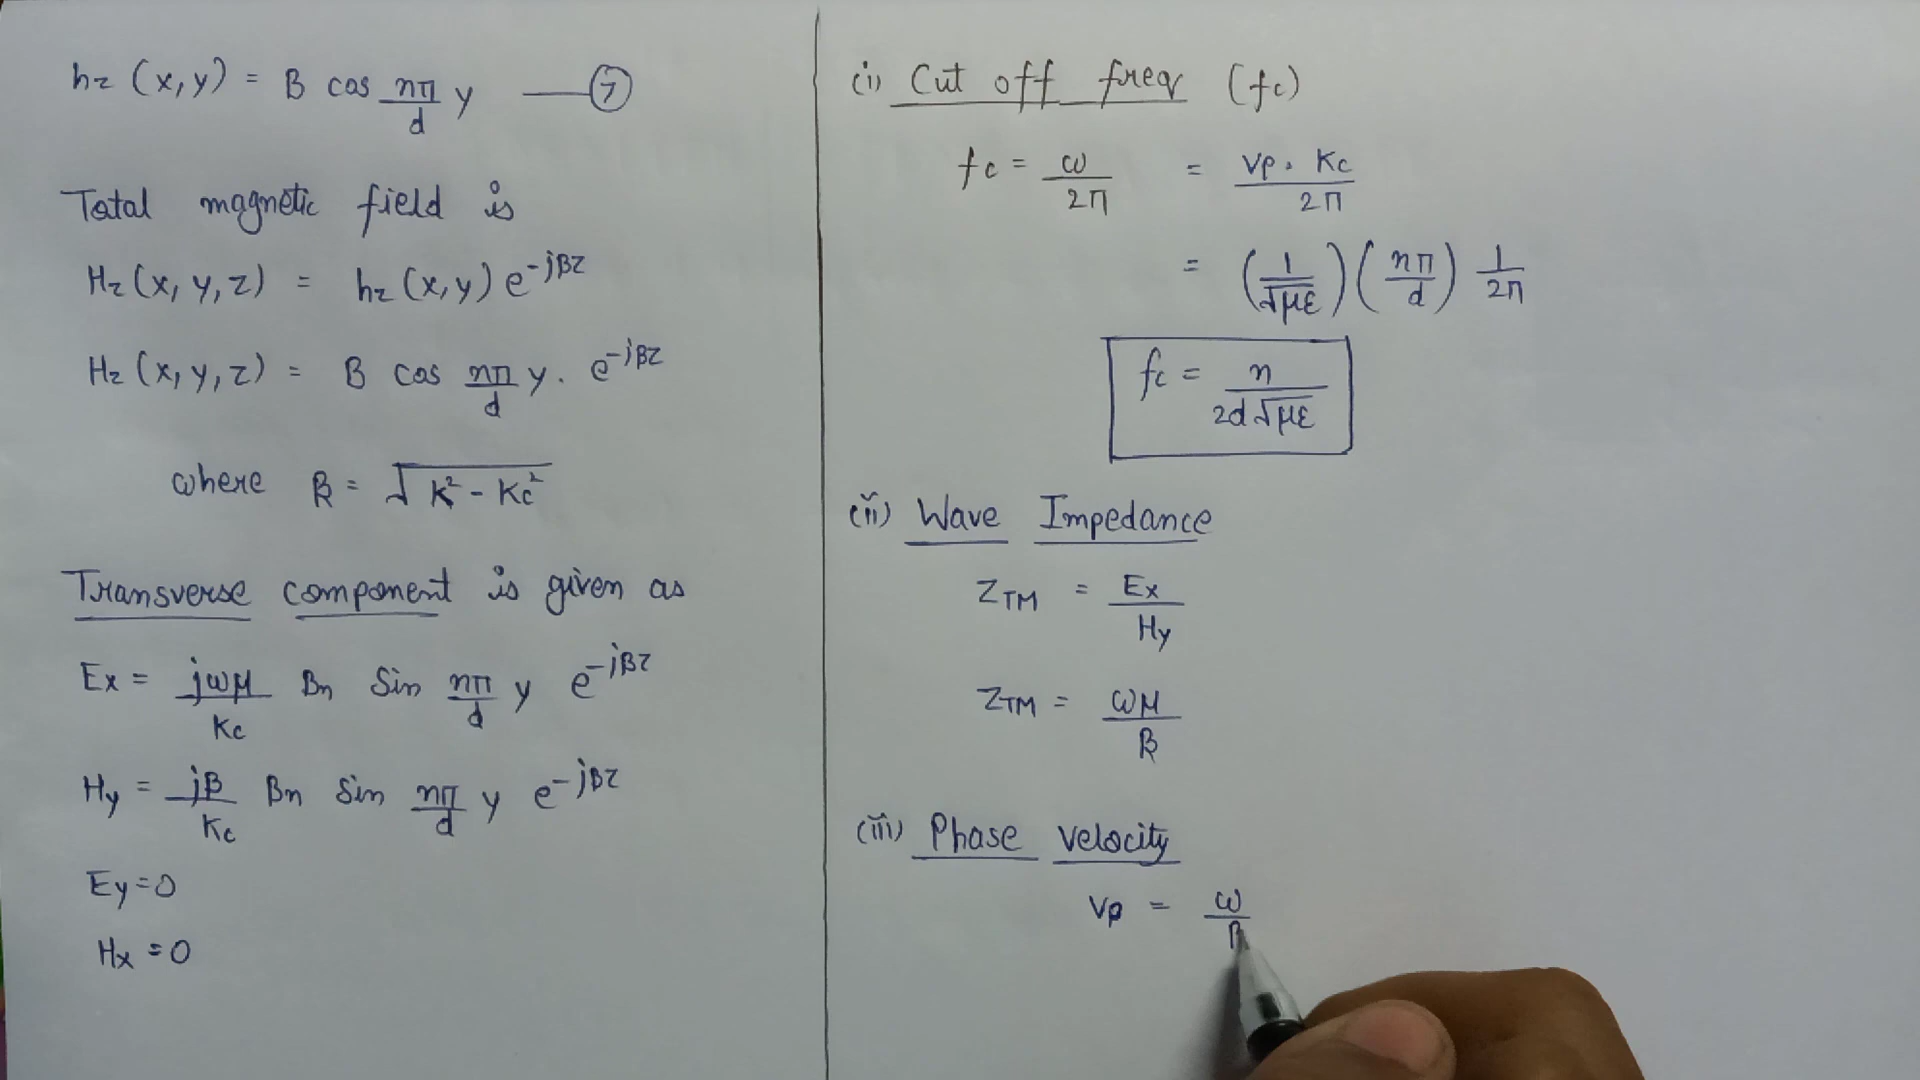 hz (x,y) = B cos nπ/d y —— 7
Total magnetic field is
Hz (x, y, z) = hz (x,y) e^-jβz
Hz (x, y, z) = B cos nπ/d y . e^-jβz
where β = √K² - Kc²
Transverse component is given as
Ex = jωμ/Kc Bn Sin nπ/d y e^-jβz
Hy = jβ/Kc Bn Sin nπ/d y e^-jβz
Ey = 0
Hx = 0
(i) Cut off freq (fc)
fc = ω/2π = Vp . Kc/2π
= (1/√με) (nπ/d) 1/2π
fc = n/2d√με
(ii) Wave Impedance
ZTM = Ex/Hy
ZTM = ωμ/β
(iii) Phase velocity
Vp = ω/β